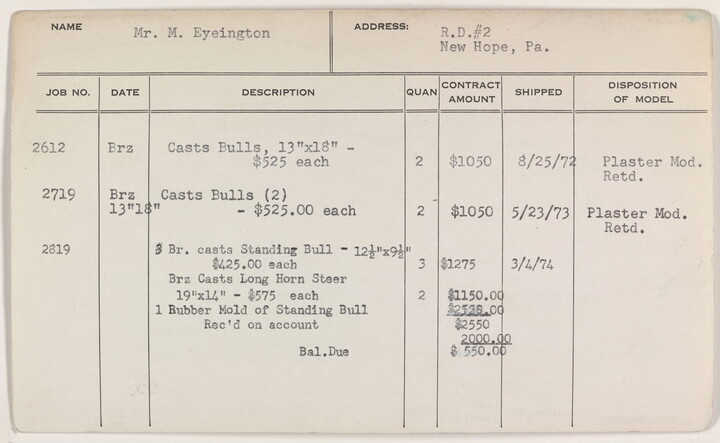 NAME Mr. M. Eyeington ADDRESS: R.D.#2
New Hope, Pa.
JOB NO. DATE DESCRIPTION QUAN CONTRACT AMOUNT SHIPPED DISPOSITION OF MODEL
2612 Brz Casts Bulls, 13"x18" -
$525 each 2 $1050 8/25/72 Plaster Mod.
Retd.
2719 Brz Casts Bulls (2)
13"18" - $525.00 each 2 $1050 5/23/73 Plaster Mod.
Retd.
2819 3 Br. casts Standing Bull - 12½"x9½"
$425.00 each 3 $1275 3/4/74
Brz Casts Long Horn Steer
19"x14" - $575 each 2 $1150.00
1 Rubber Mold of Standing Bull
Rec'd on account $2550
2000.00
Bal.Due $ 550.00